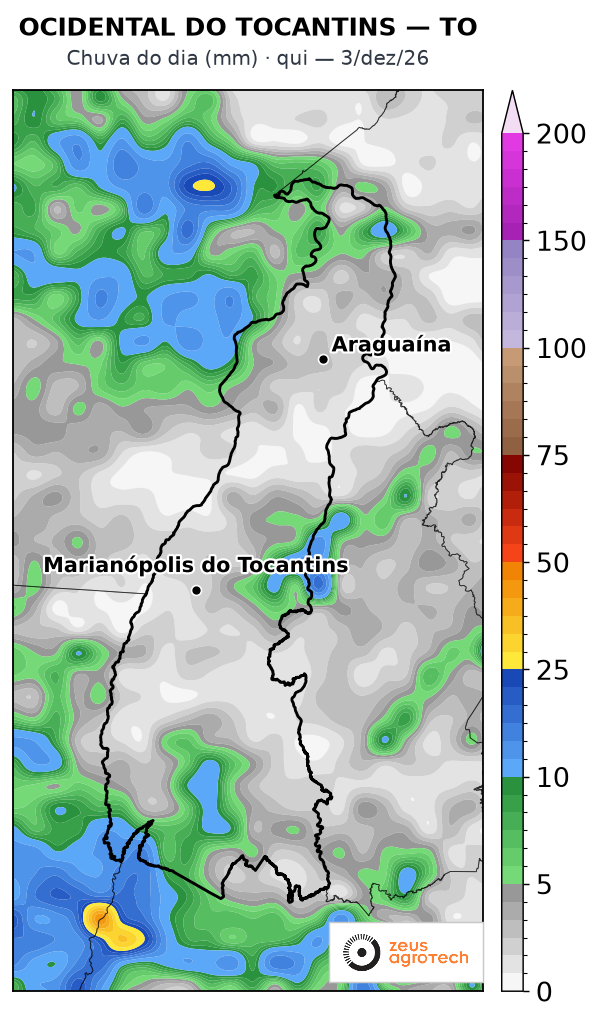 OCIDENTAL DO TOCANTINS — TO
Chuva do dia (mm) · qui — 3/dez/26
200
150
100
75
50
25
10
5
0
Araguaína
Marianópolis do Tocantins
zeus
agrotech